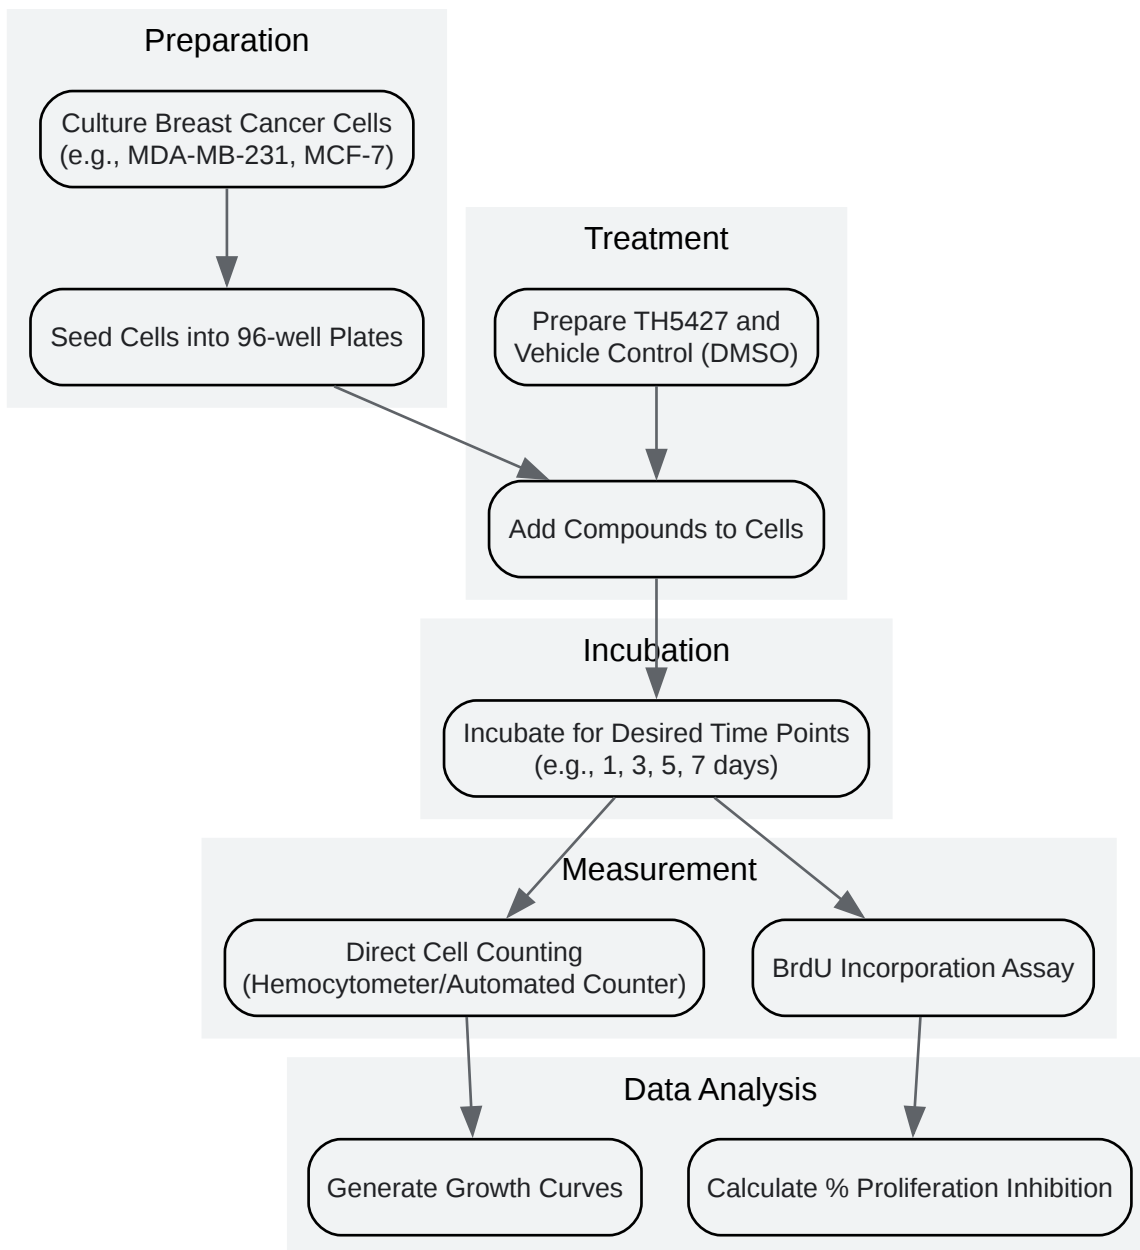 Preparation
Culture Breast Cancer Cells
(e.g., MDA-MB-231, MCF-7)
Seed Cells into 96-well Plates
Treatment
Prepare TH5427 and
Vehicle Control (DMSO)
Add Compounds to Cells
Incubation
Incubate for Desired Time Points
(e.g., 1, 3, 5, 7 days)
Measurement
Direct Cell Counting
(Hemocytometer/Automated Counter)
BrdU Incorporation Assay
Data Analysis
Generate Growth Curves
Calculate % Proliferation Inhibition